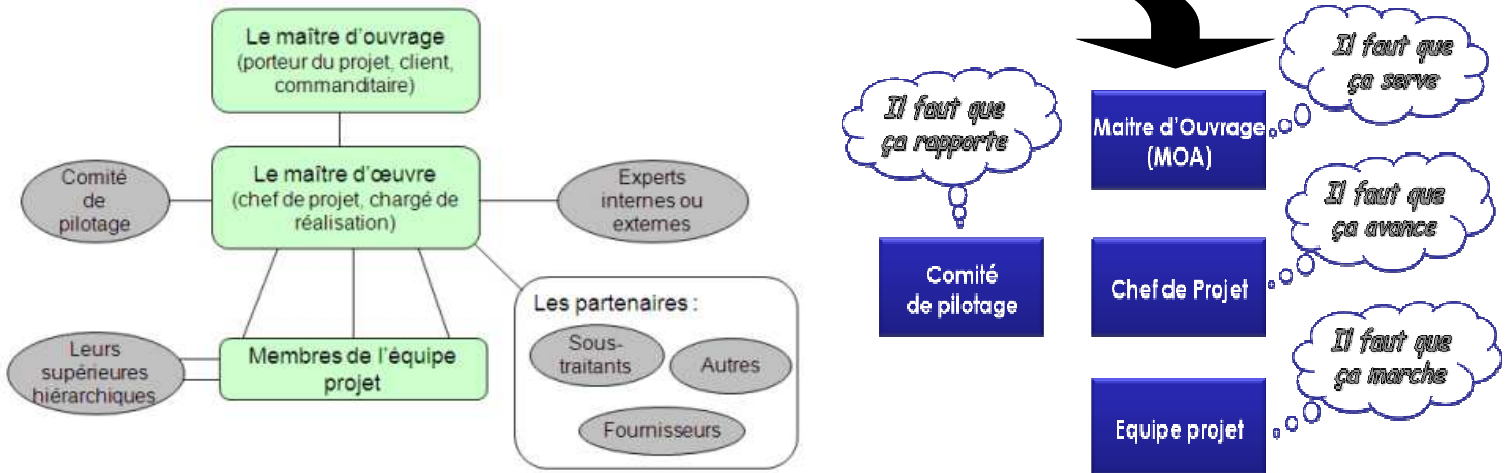 Le maître d'ouvrage
(porteur du projet, client,
commanditaire)
Comité
de
pilotage
Le maître d'œuvre
(chef de projet, chargé de
réalisation)
Experts
internes ou
externes
Leurs
supérieures
hiérarchiques
Membres de l'équipe
projet
Les partenaires :
Sous-
traitants
Autres
Fournisseurs
Il faut que
ça rapporte
Comité
de pilotage
Il faut que
ça serve
Maitre d'Ouvrage
(MOA)
Il faut que
ça avance
Chef de Projet
Il faut que
ça marche
Equipe projet